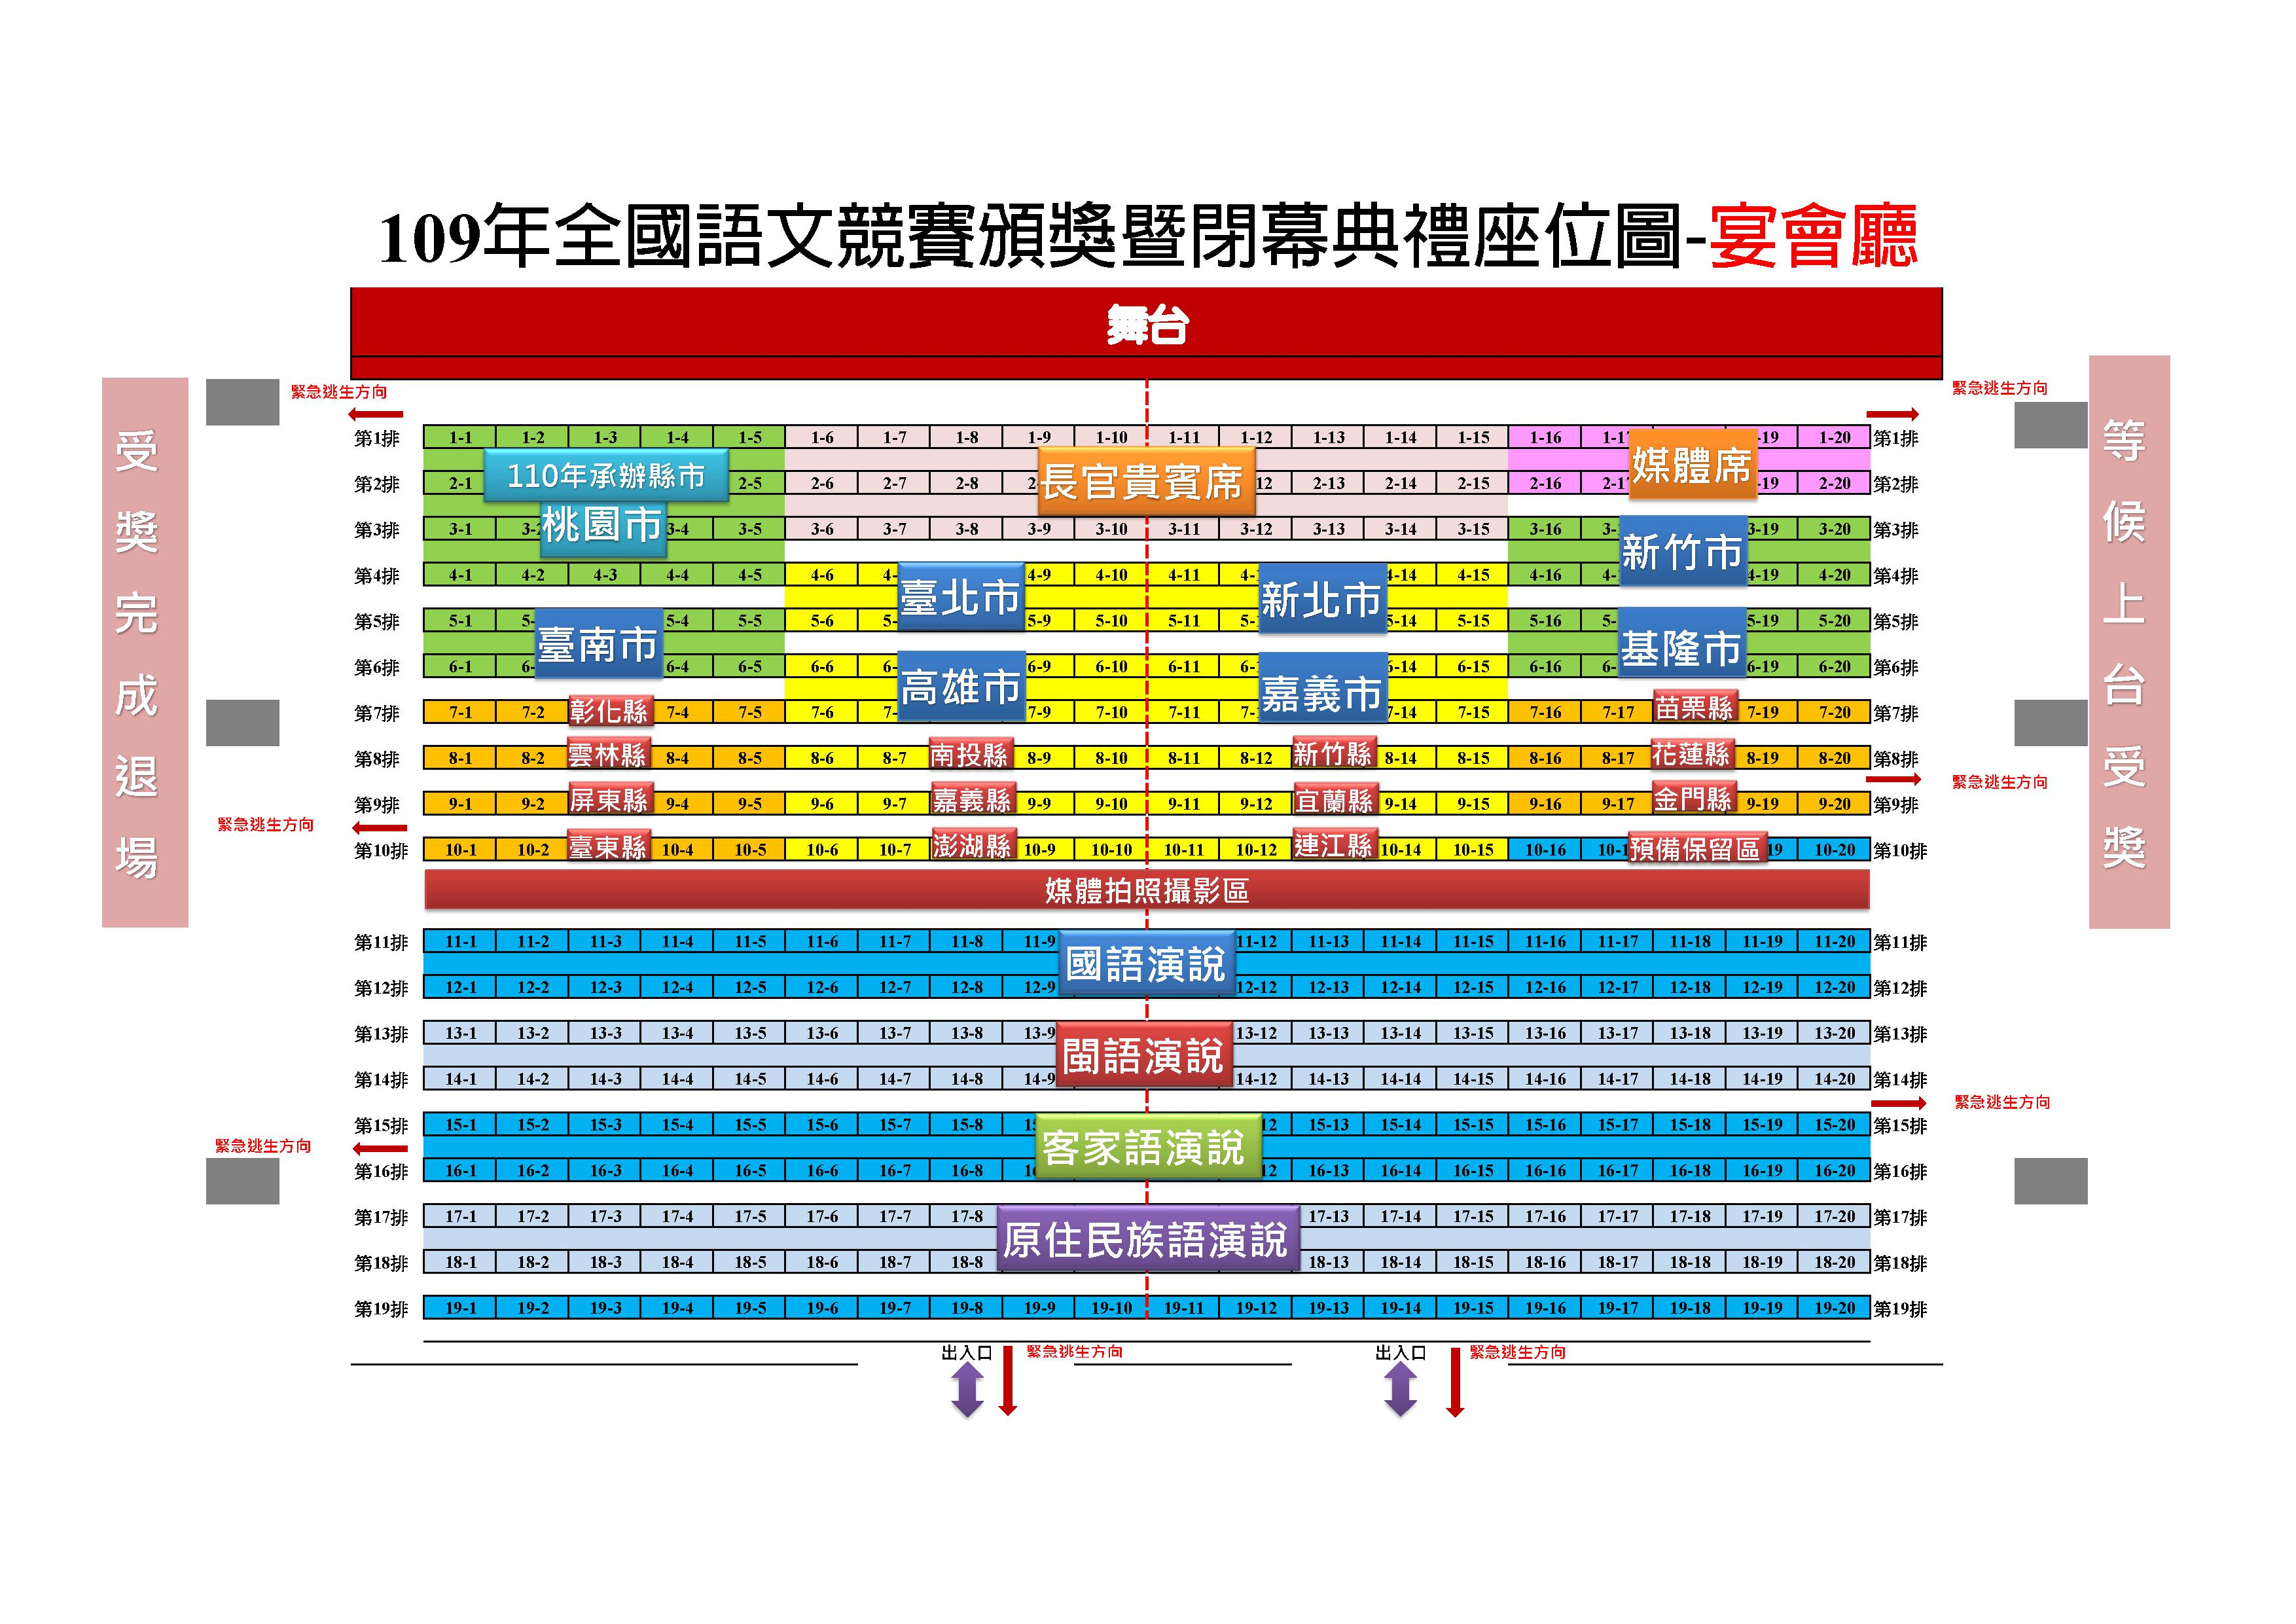 109年全國語文競賽頒獎暨閉幕典禮座位圖-宴會廳
舞台
緊急逃生方向
緊急逃生方向
受獎完成退場
等候上台受獎
第1排 1-1 1-2 1-3 1-4 1-5 1-6 1-7 1-8 1-9 1-10 1-11 1-12 1-13 1-14 1-15 1-16 1-20 第1排
110年承辦縣市 長官貴賓席 媒體席
第2排 2-1 2-5 2-6 2-7 2-8 2-13 2-14 2-15 2-16 2-20 第2排
桃園市
第3排 3-1 3-4 3-5 3-6 3-7 3-8 3-9 3-10 3-11 3-12 3-13 3-14 3-15 3-16 3-19 3-20 第3排
新竹市
第4排 4-1 4-2 4-3 4-4 4-5 4-6 4-9 4-10 4-11 4-14 4-15 4-16 4-19 4-20 第4排
臺北市 新北市
第5排 5-1 5-4 5-5 5-6 5-9 5-10 5-11 5-14 5-15 5-16 5-19 5-20 第5排
臺南市 基隆市
第6排 6-1 6-4 6-5 6-6 6-9 6-10 6-11 6-14 6-15 6-16 6-19 6-20 第6排
高雄市 嘉義市
第7排 7-1 7-2 彰化縣 7-4 7-5 7-6 7-9 7-10 7-11 7-14 7-15 7-16 7-17 苗栗縣 7-19 7-20 第7排
第8排 8-1 8-2 雲林縣 8-4 8-5 8-6 8-7 南投縣 8-9 8-10 8-11 8-12 新竹縣 8-14 8-15 8-16 8-17 花蓮縣 8-19 8-20 第8排
緊急逃生方向
第9排 9-1 9-2 屏東縣 9-4 9-5 9-6 9-7 嘉義縣 9-9 9-10 9-11 9-12 宜蘭縣 9-14 9-15 9-16 9-17 金門縣 9-19 9-20 第9排
緊急逃生方向
第10排 10-1 10-2 臺東縣 10-4 10-5 10-6 10-7 澎湖縣 10-9 10-10 10-11 10-12 連江縣 10-14 10-15 10-16 預備保留區 10-20 第10排
媒體拍照攝影區
第11排 11-1 11-2 11-3 11-4 11-5 11-6 11-7 11-8 11-9 11-12 11-13 11-14 11-15 11-16 11-17 11-18 11-19 11-20 第11排
國語演說
第12排 12-1 12-2 12-3 12-4 12-5 12-6 12-7 12-8 12-9 12-12 12-13 12-14 12-15 12-16 12-17 12-18 12-19 12-20 第12排
第13排 13-1 13-2 13-3 13-4 13-5 13-6 13-7 13-8 13-9 13-12 13-13 13-14 13-15 13-16 13-17 13-18 13-19 13-20 第13排
閩語演說
第14排 14-1 14-2 14-3 14-4 14-5 14-6 14-7 14-8 14-9 14-12 14-13 14-14 14-15 14-16 14-17 14-18 14-19 14-20 第14排
緊急逃生方向
第15排 15-1 15-2 15-3 15-4 15-5 15-6 15-7 15-8 15-13 15-14 15-15 15-16 15-17 15-18 15-19 15-20 第15排
緊急逃生方向 客家語演說
第16排 16-1 16-2 16-3 16-4 16-5 16-6 16-7 16-8 16-13 16-14 16-15 16-16 16-17 16-18 16-19 16-20 第16排
第17排 17-1 17-2 17-3 17-4 17-5 17-6 17-7 17-8 17-13 17-14 17-15 17-16 17-17 17-18 17-19 17-20 第17排
原住民族語演說
第18排 18-1 18-2 18-3 18-4 18-5 18-6 18-7 18-8 18-13 18-14 18-15 18-16 18-17 18-18 18-19 18-20 第18排
第19排 19-1 19-2 19-3 19-4 19-5 19-6 19-7 19-8 19-9 19-10 19-11 19-12 19-13 19-14 19-15 19-16 19-17 19-18 19-19 19-20 第19排
出入口 緊急逃生方向 出入口 緊急逃生方向